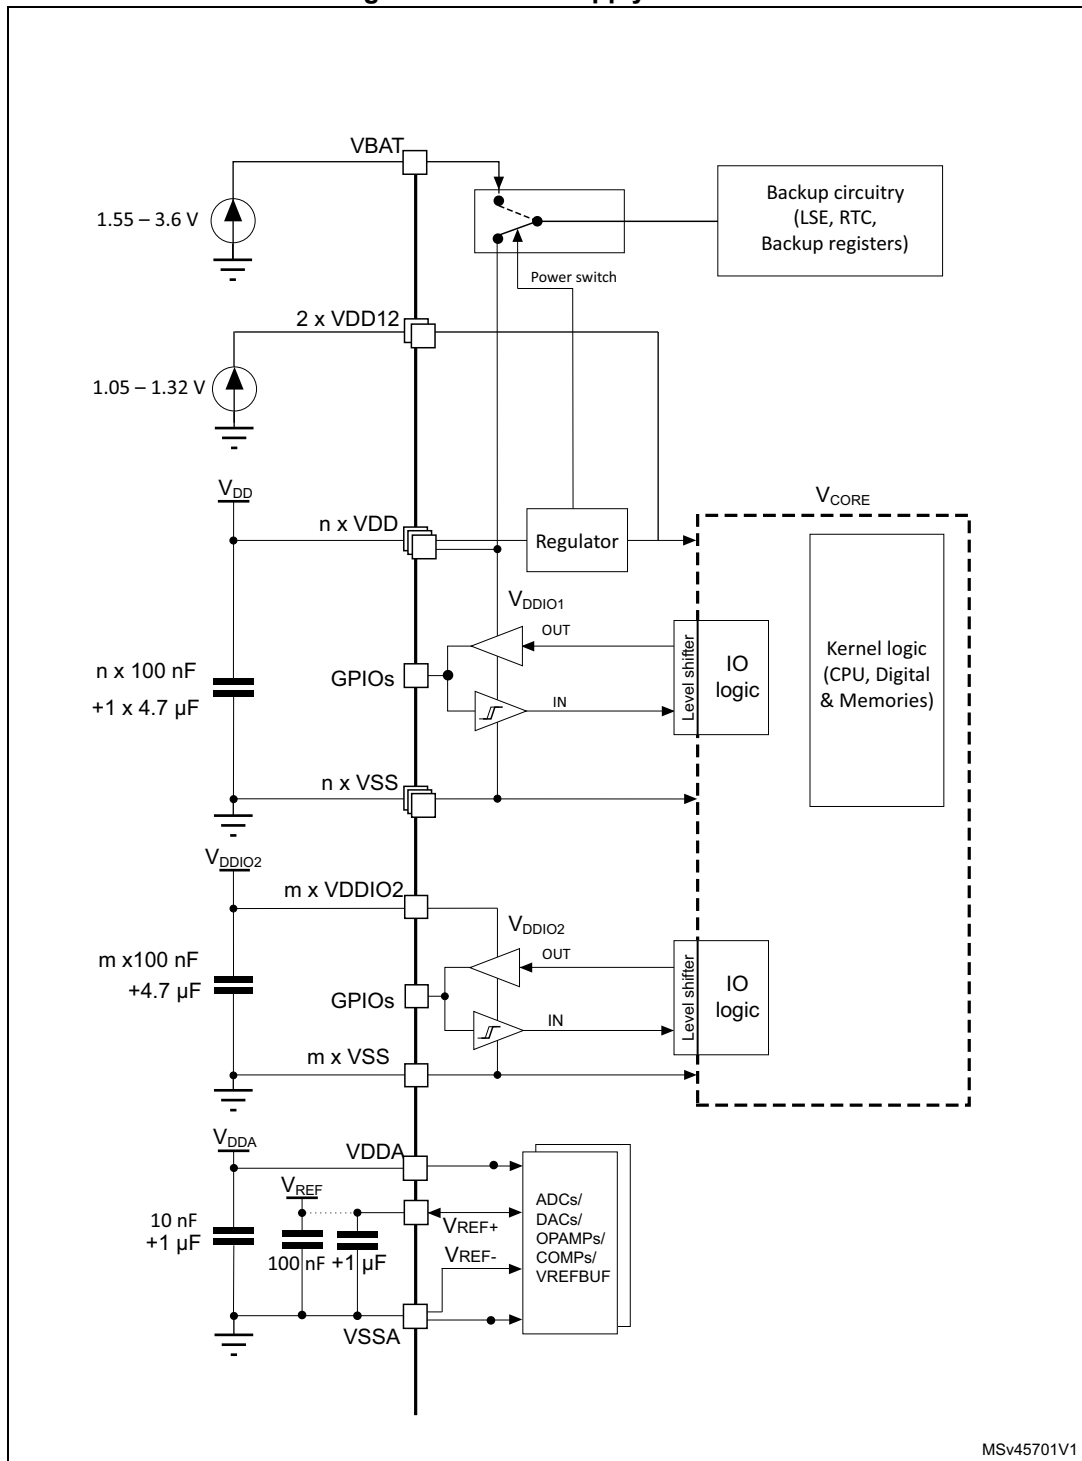 VBAT
1.55 – 3.6 V
Backup circuitry
(LSE, RTC,
Backup registers)
Power switch
2 x VDD12
1.05 – 1.32 V
VDD
n x VDD
Regulator
VCORE
VDDIO1
OUT
GPIOs
IN
Level shifter
IO
logic
Kernel logic
(CPU, Digital
& Memories)
n x 100 nF
+1 x 4.7 µF
n x VSS
VDDIO2
m x VDDIO2
VDDIO2
OUT
m x100 nF
+4.7 µF
GPIOs
IN
Level shifter
IO
logic
m x VSS
VDDA
VDDA
VREF
10 nF
+1 µF
100 nF
+1 µF
VREF+
VREF-
ADCs/
DACs/
OPAMPs/
COMPs/
VREFBUF
VSSA
MSv45701V1